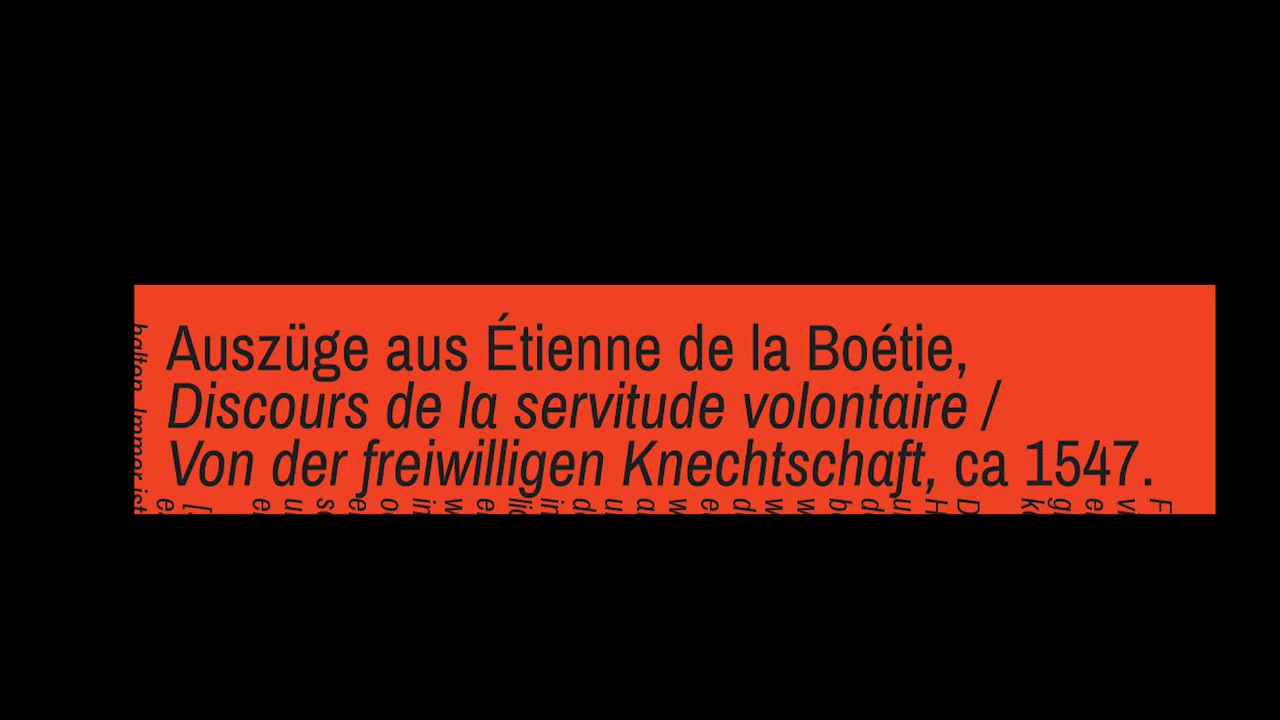 Auszüge aus Étienne de la Boétie,
Discours de la servitude volontaire /
Von der freiwilligen Knechtschaft, ca 1547.